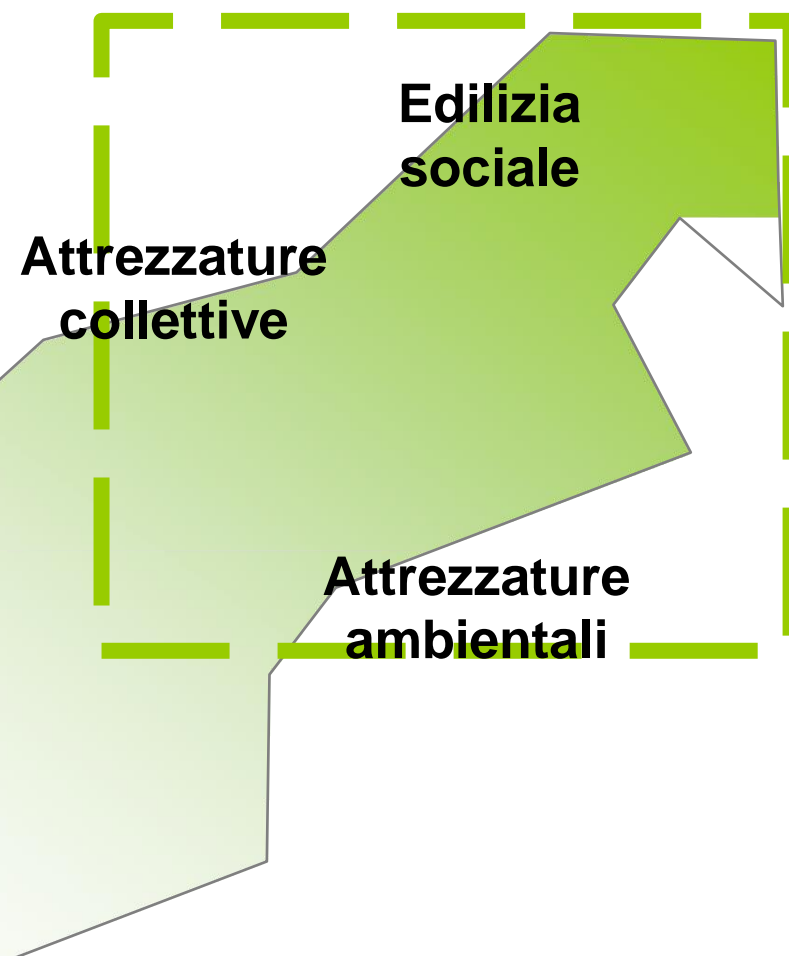 Edilizia
sociale
Attrezzature
collettive
Attrezzature
ambientali